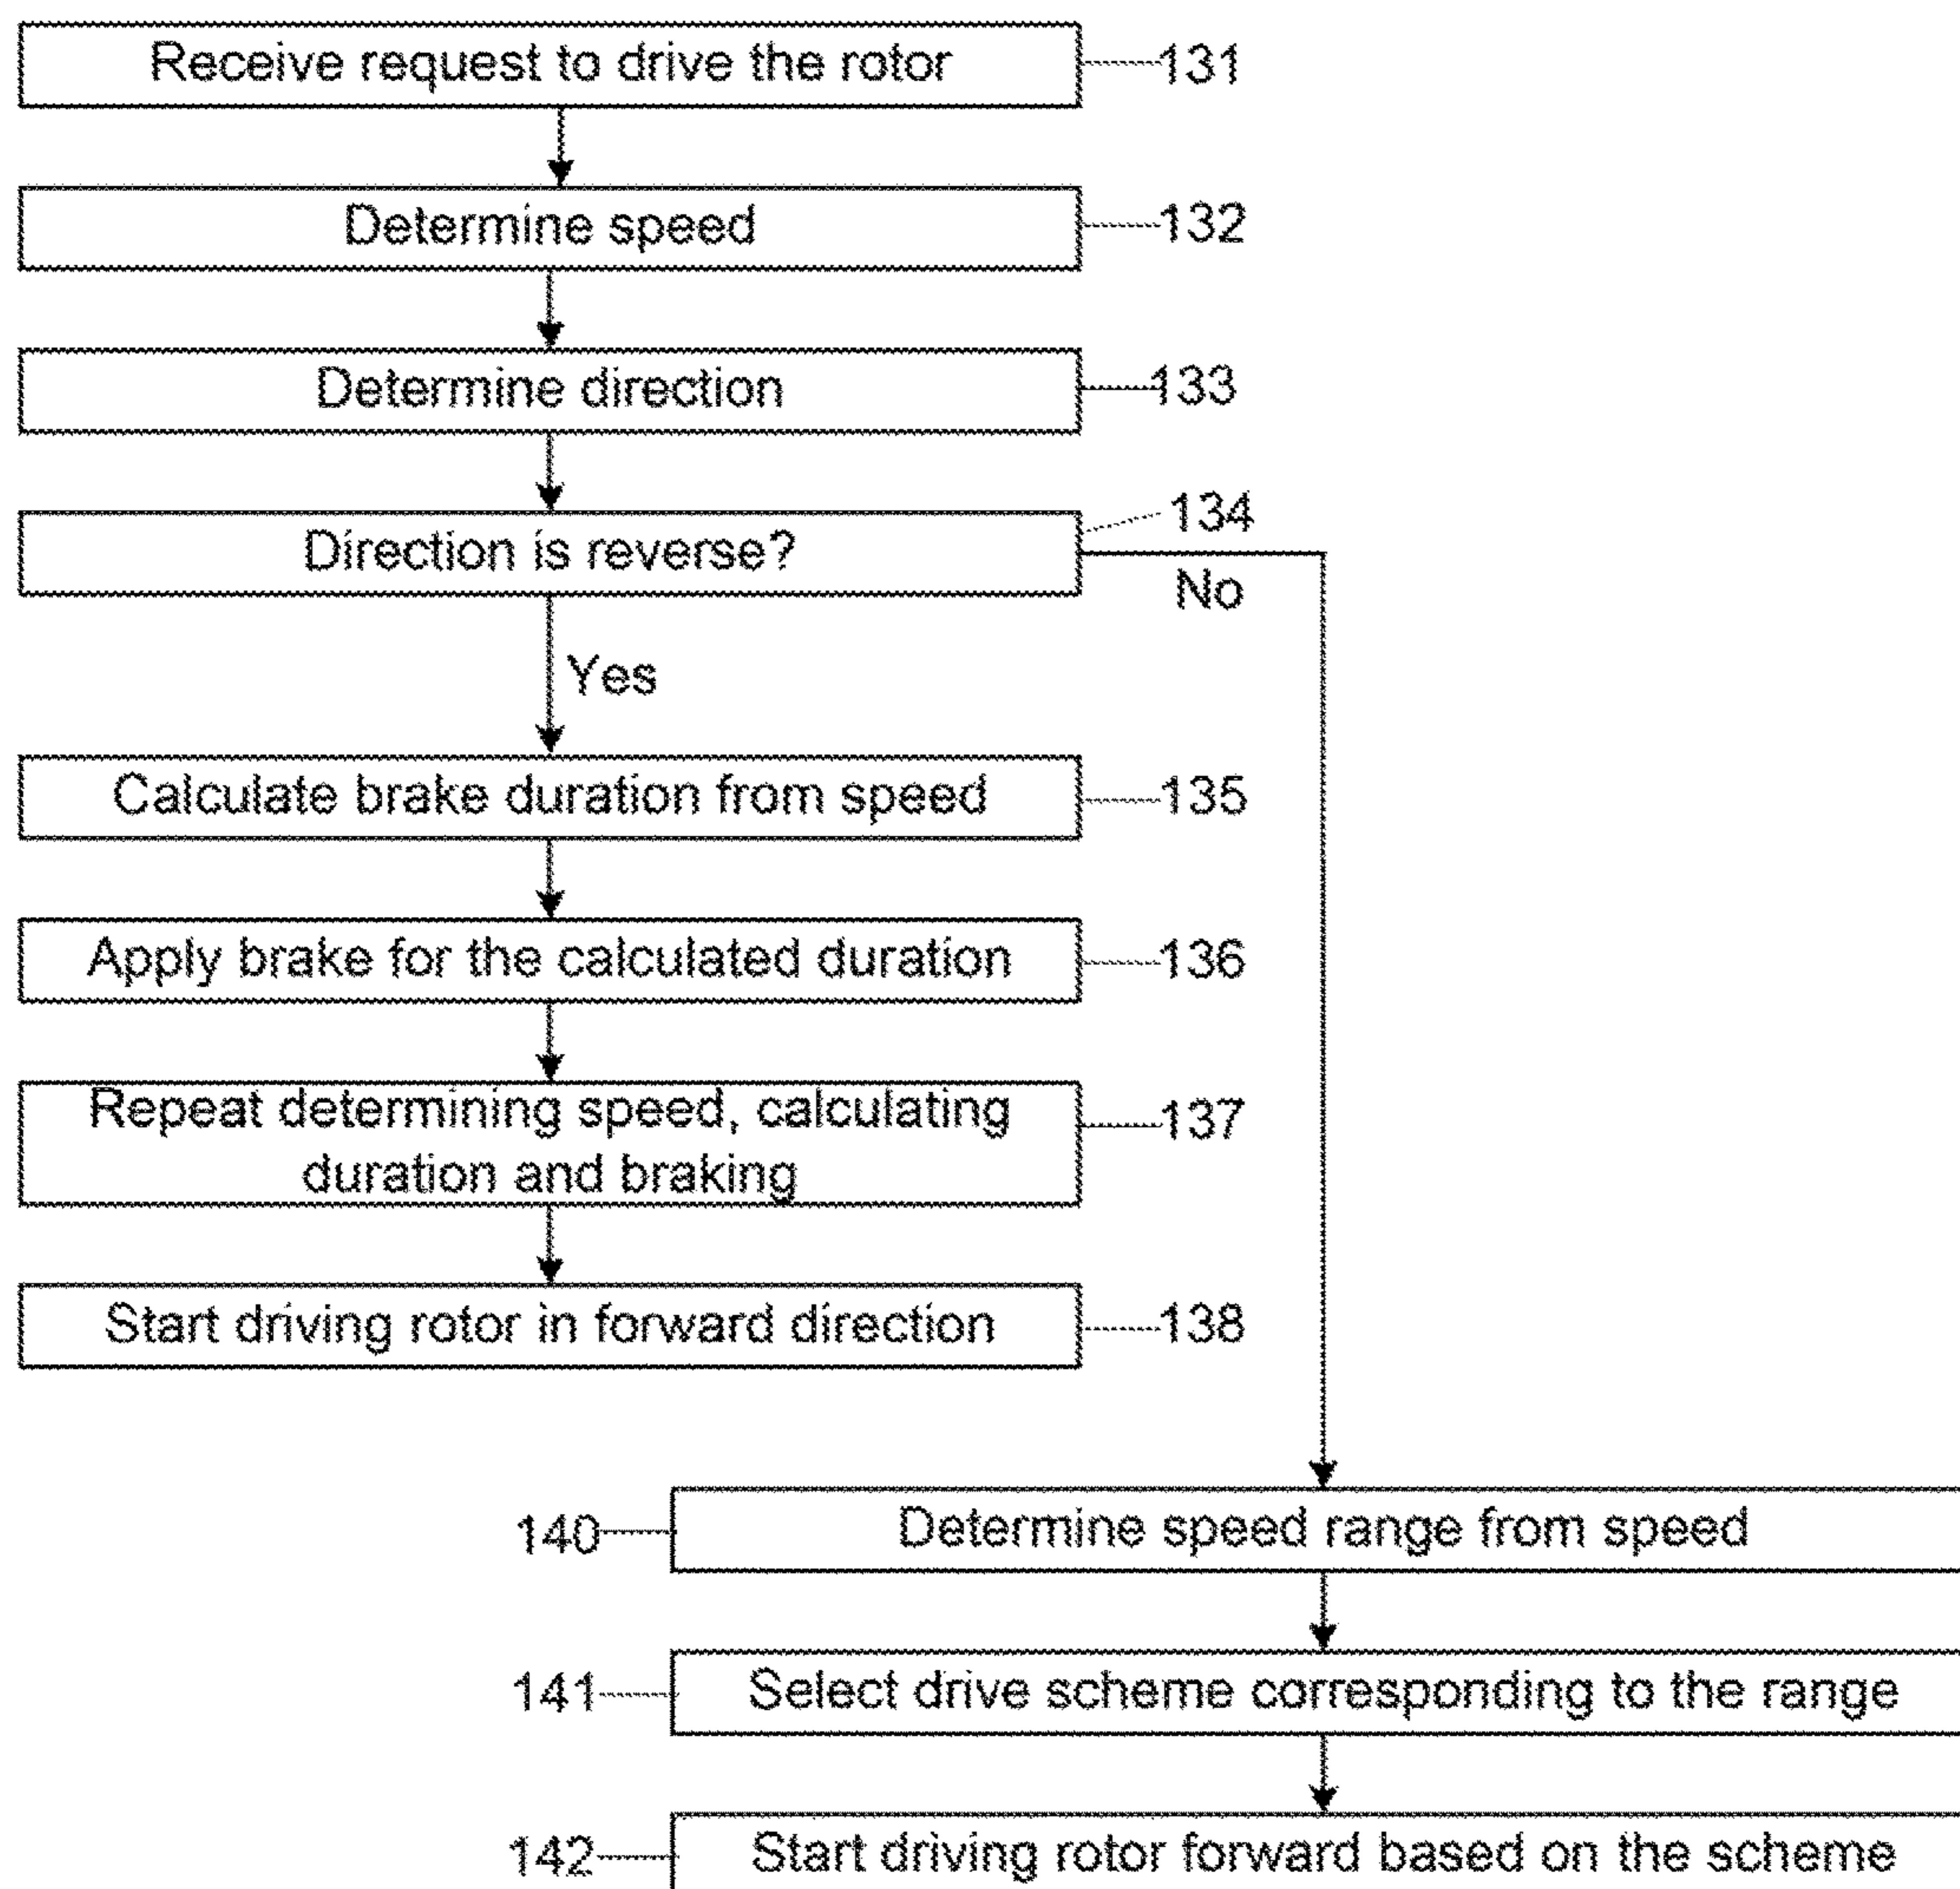 Receive request to drive the rotor 131
Determine speed 132
Determine direction 133
Direction is reverse? 134
No
Yes
Calculate brake duration from speed 135
Apply brake for the calculated duration 136
Repeat determining speed, calculating 137
duration and braking
Start driving rotor in forward direction 138
140 Determine speed range from speed
141 Select drive scheme corresponding to the range
142 Start driving rotor forward based on the scheme